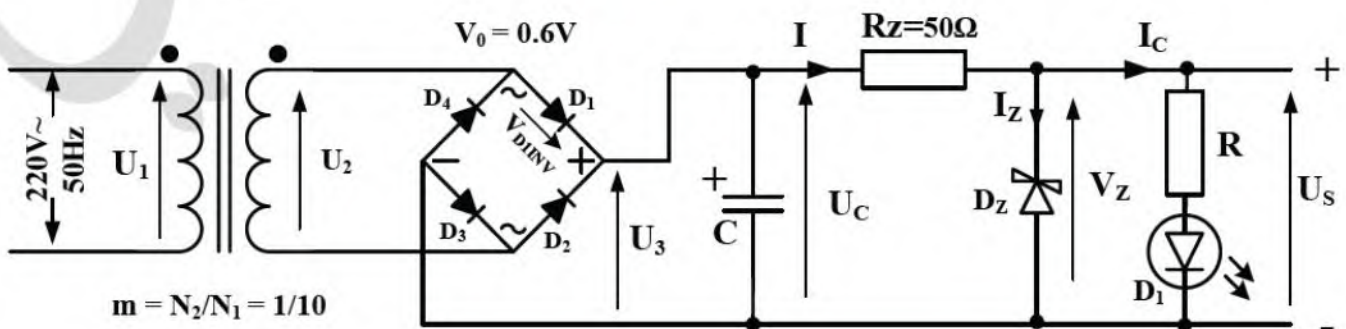 V₀ = 0.6V
I
Rz=50Ω
I_C
+
D₄
~
D₁
V_D1INV
I_Z
220V~
50Hz
U₁
U₂
−
+
+
U_C
D_Z
V_Z
R
U_S
D₃
~
D₂
U₃
C
D₁
m = N₂/N₁ = 1/10
-